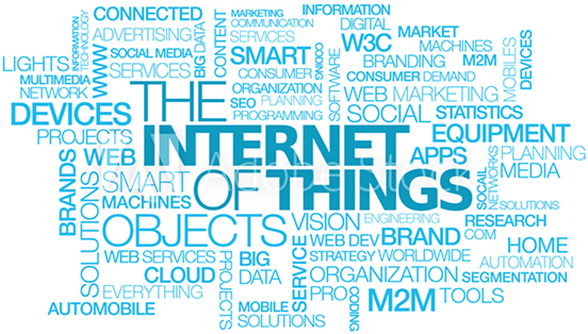 CONNECTED
ADVERTISING
INFORMATION
TECHNOLOGY
WWW
SOCIAL MEDIA
SERVICES
BIG DATA
CONTENT
MARKETING
COMMUNICATION
SERVICES
SMART
CONSUMER
CODING
INFORMATION
DIGITAL
W3C
MARKET
MACHINES
BRANDING
M2M
MOBILES
DEVICES
LIGHTS
MULTIMEDIA
NETWORK
DEVICES
PROJECTS
THE
ORGANIZATION
SEO PLANNING
PROGRAMMING
SOFTWARE
CONSUMER DEMAND
WEB MARKETING
SOCIAL
STATISTICS
EQUIPMENT
BRANDS
WEB
INTERNET
APPS
PLANNING
MEDIA
SMART
MACHINES
OF THINGS
SOCAIL
NETWORKS
SOLUTIONS
SOLUTIONS
OBJECTS
VISION
ENGINEERING
RESEARCH
WEB DEV
BRAND
COM
HOME
WEB SERVICES
BIG
DATA
SERVICE
STRATEGY WORLDWIDE
AUTOMATION
CLOUD
PROJECTS
ORGANIZATION
SEGMENTATION
EVERYTHING
AUTOMOBILE
MOBILE
SOLUTIONS
PRO
CODING
M2M
TOOLS
Adobe Stock